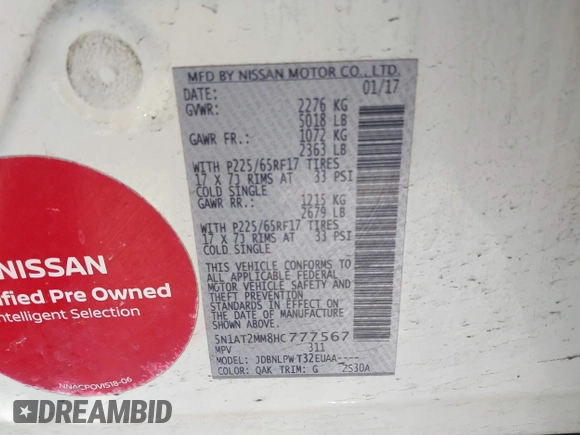 MFD BY NISSAN MOTOR CO., LTD.
DATE: 01/17
GVWR: 2276 KG
5018 LB
GAWR FR.: 1072 KG
2363 LB
WITH P225/65RF17 TIRES
17 X 7J RIMS AT 33 PSI
COLD SINGLE
GAWR RR.: 1215 KG
2679 LB
WITH P225/65RF17 TIRES
17 X 7J RIMS AT 33 PSI
COLD SINGLE
THIS VEHICLE CONFORMS TO
ALL APPLICABLE FEDERAL
MOTOR VEHICLE SAFETY AND
THEFT PREVENTION
STANDARDS IN EFFECT ON
THE DATE OF MANUFACTURE
SHOWN ABOVE.
5N1AT2MM8HC777567
MPV 311
MODEL: JDBNLPWT32EUAA----
COLOR: QAK TRIM: G 2S30A
NISSAN
ified Pre Owned
Intelligent Selection
NNACPOVIS18-06
DREAMBID